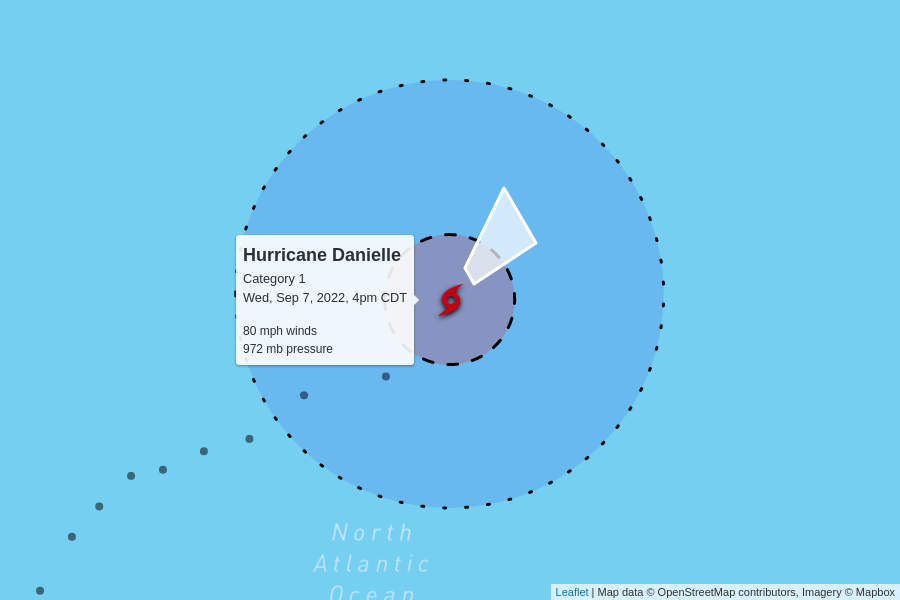 Hurricane Danielle
Category 1
Wed, Sep 7, 2022, 4pm CDT
80 mph winds
972 mb pressure
North
Atlantic
Ocean
Leaflet | Map data © OpenStreetMap contributors, Imagery © Mapbox